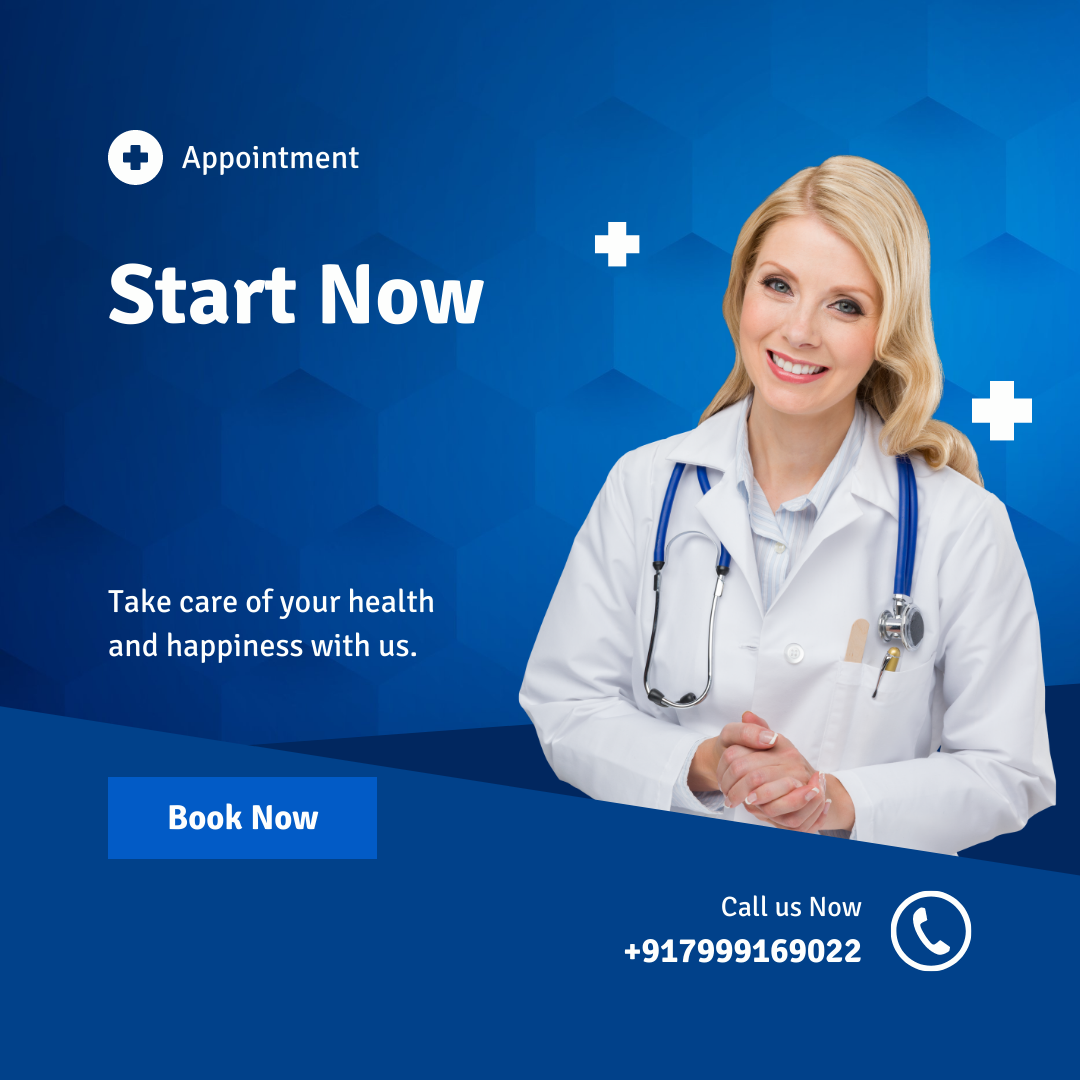 Appointment
Start Now
Take care of your health
and happiness with us.
Book Now
Call us Now
+917999169022